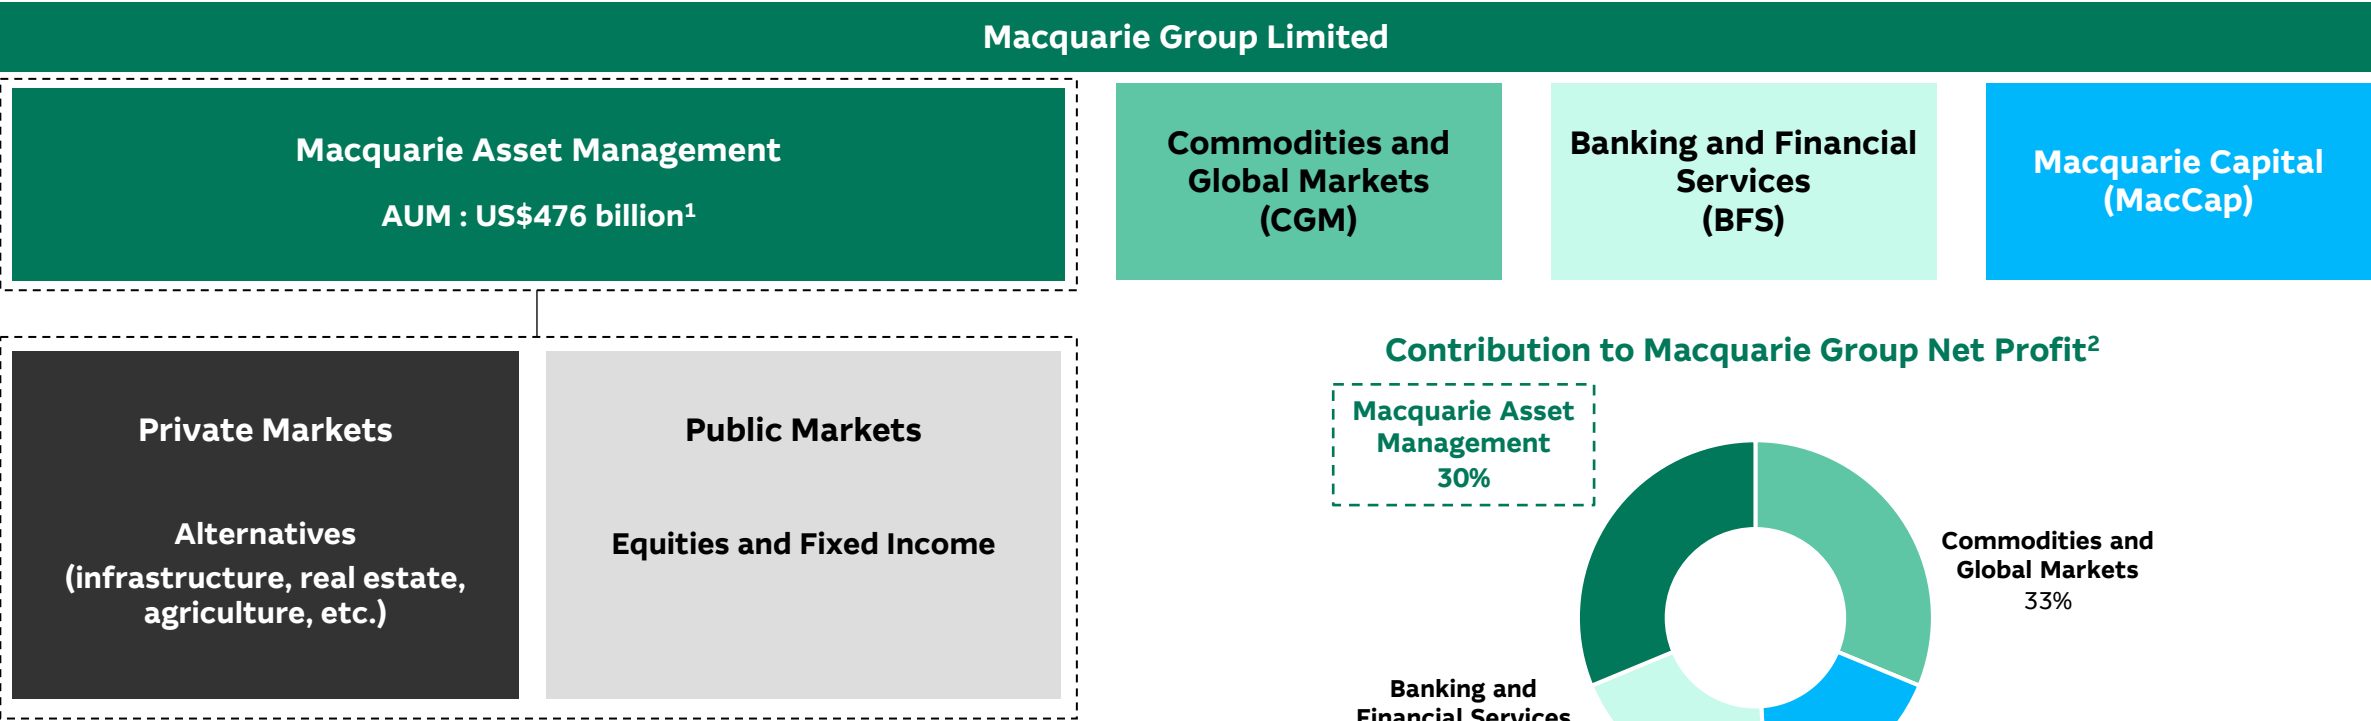 Macquarie Group Limited
Macquarie Asset Management
AUM : US$476 billion¹
Commodities and
Global Markets
(CGM)
Banking and Financial
Services
(BFS)
Macquarie Capital
(MacCap)
Private Markets
Alternatives
(infrastructure, real estate,
agriculture, etc.)
Public Markets
Equities and Fixed Income
Contribution to Macquarie Group Net Profit²
Macquarie Asset
Management
30%
Commodities and
Global Markets
33%
Banking and
Financial Services